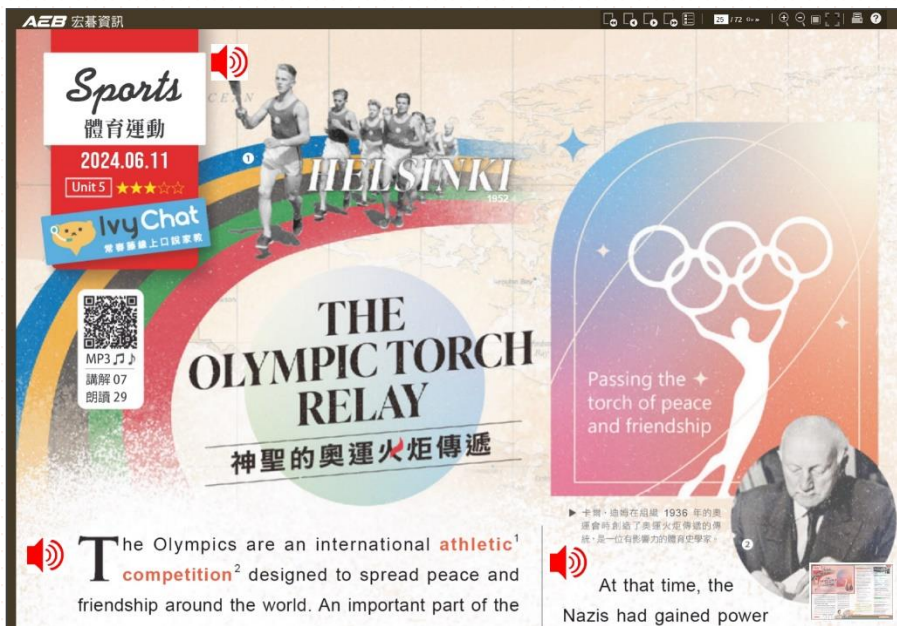 AEB 宏碁資訊
25 / 72
Sports
體育運動
2024.06.11
Unit 5 ★★★☆☆
IvyChat
常春藤線上口說家教
MP3
講解 07
朗讀 29
CEAN
1
HELSINKI
1952
THE
OLYMPIC TORCH
RELAY
神聖的奧運火炬傳遞
Passing the
torch of peace
and friendship
▶ 卡爾·迪姆在組織 1936 年的奧
運會時創造了奧運火炬傳遞的傳
統,是一位有影響力的體育史學家。
2
The Olympics are an international athletic¹
competition² designed to spread peace and
friendship around the world. An important part of the
At that time, the
Nazis had gained power